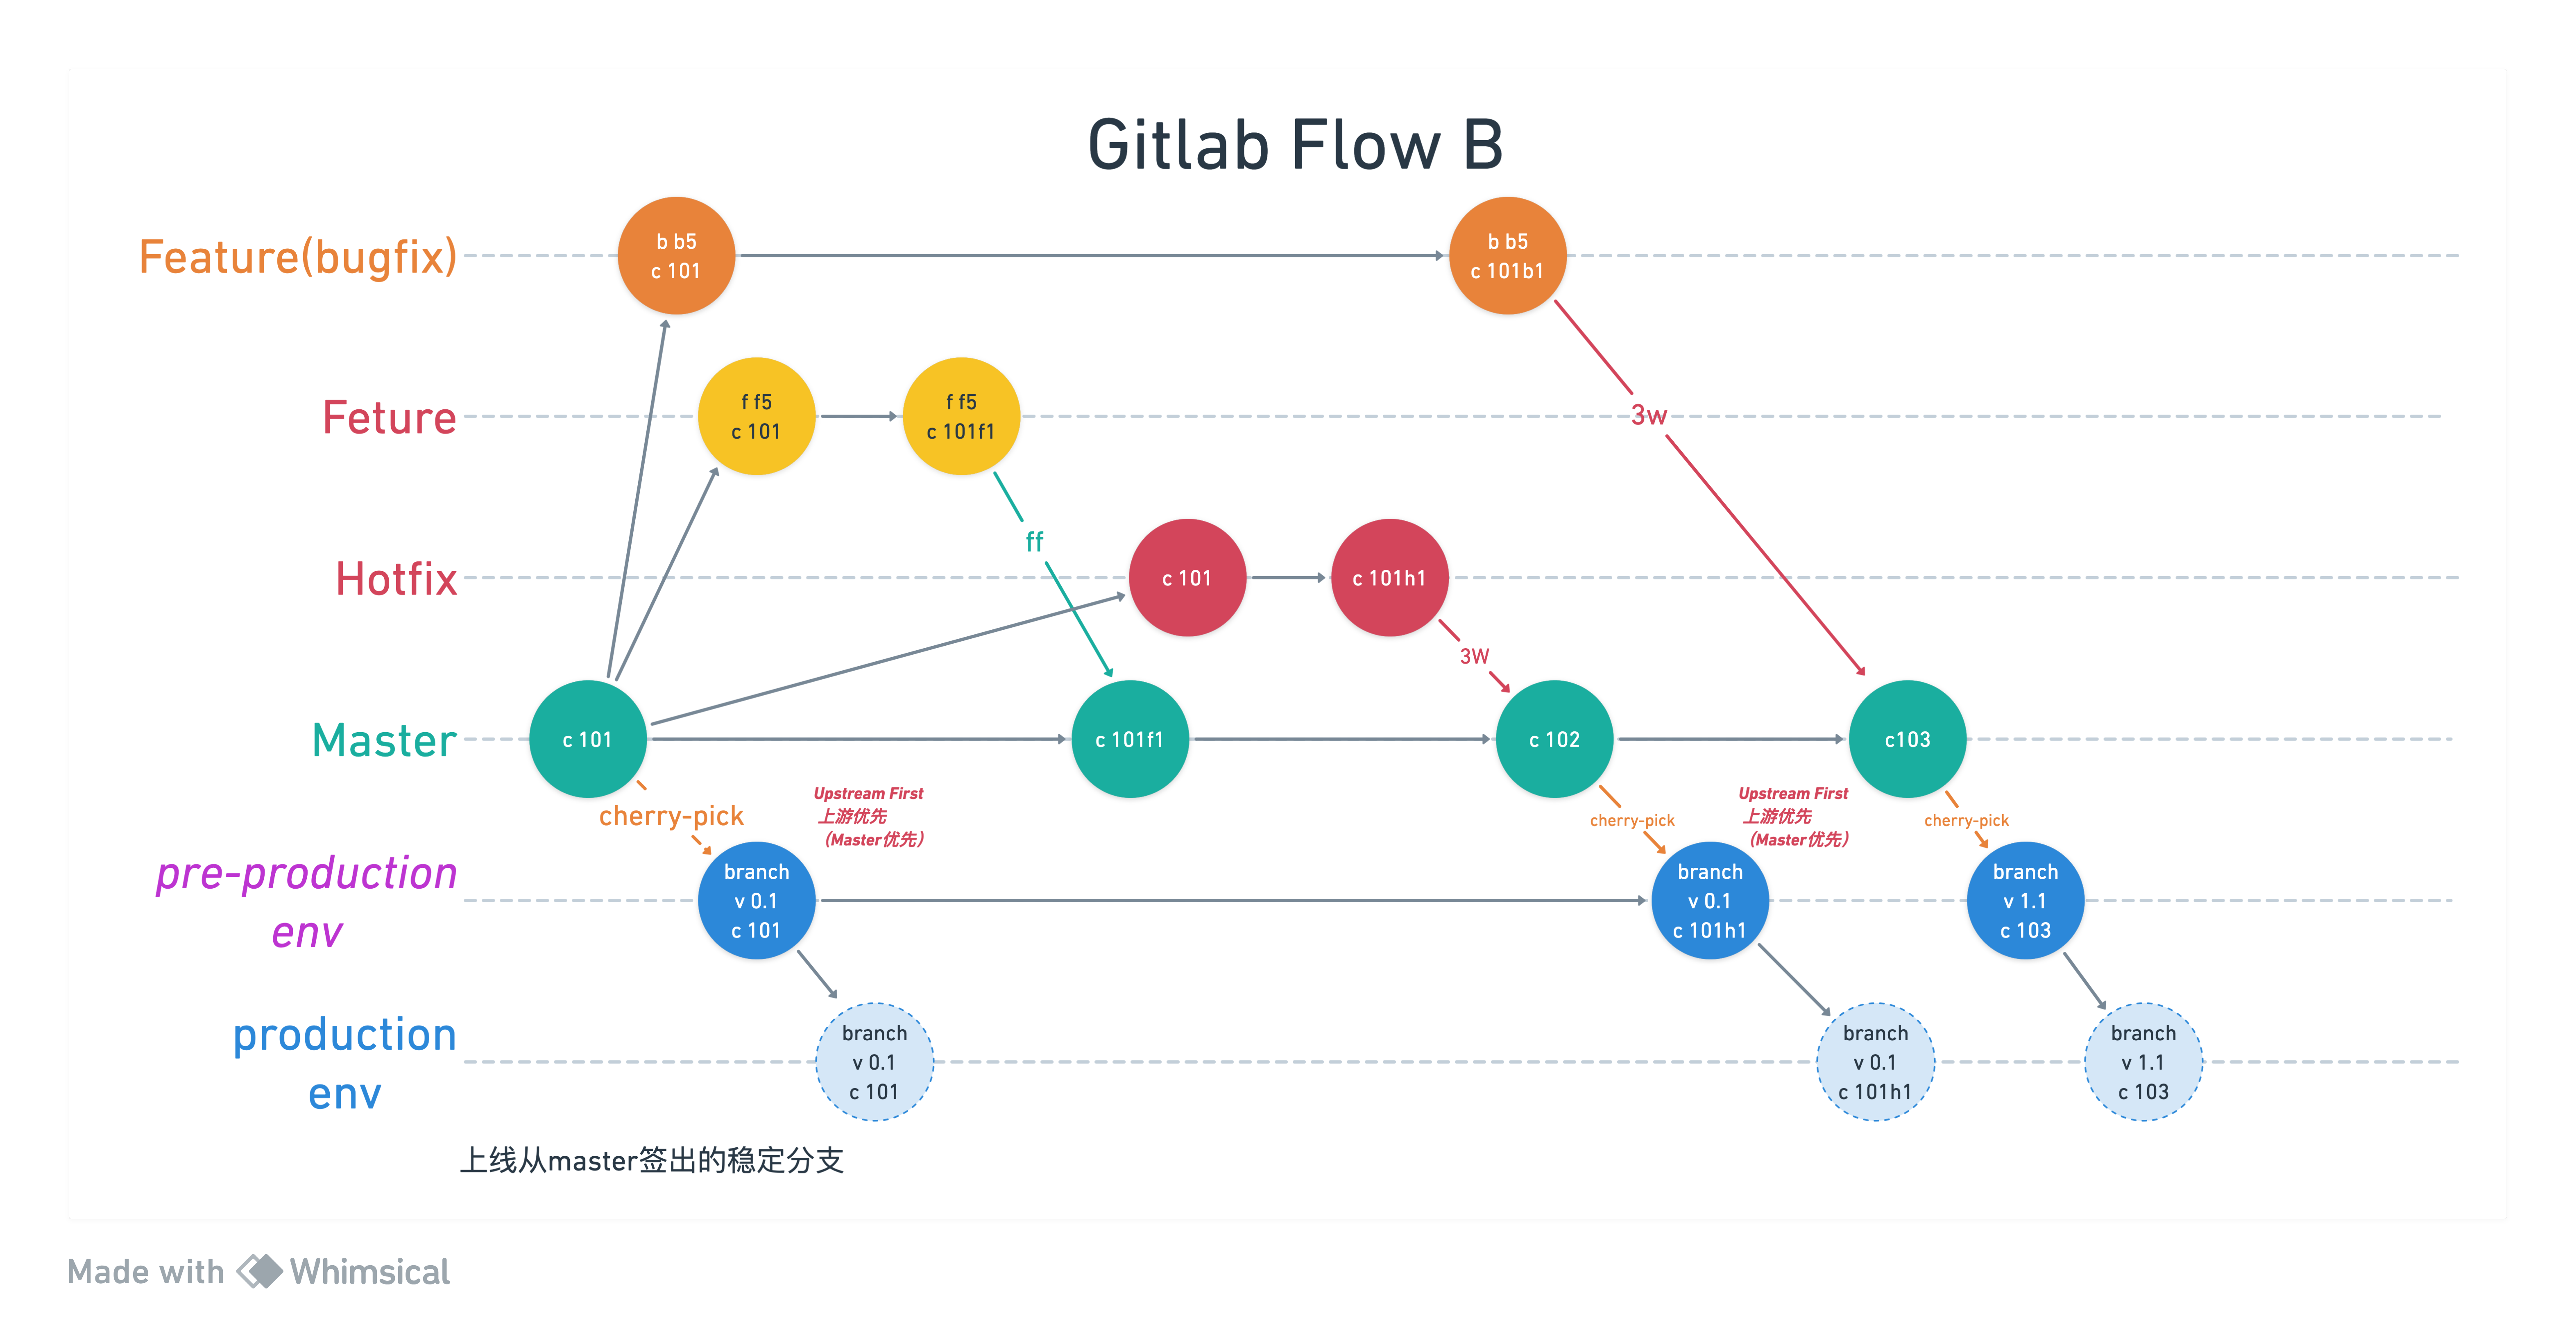 Gitlab Flow B
Feature(bugfix)
b b5
c 101
b b5
c 101b1
Feture
f f5
c 101
f f5
c 101f1
3w
ff
Hotfix
c 101
c 101h1
3W
Master
c 101
c 101f1
c 102
c103
cherry-pick
Upstream First
上游优先
（Master优先）
cherry-pick
Upstream First
上游优先
（Master优先）
cherry-pick
pre-production
env
branch
v 0.1
c 101
branch
v 0.1
c 101h1
branch
v 1.1
c 103
production
env
branch
v 0.1
c 101
branch
v 0.1
c 101h1
branch
v 1.1
c 103
上线从master签出的稳定分支
Made with Whimsical